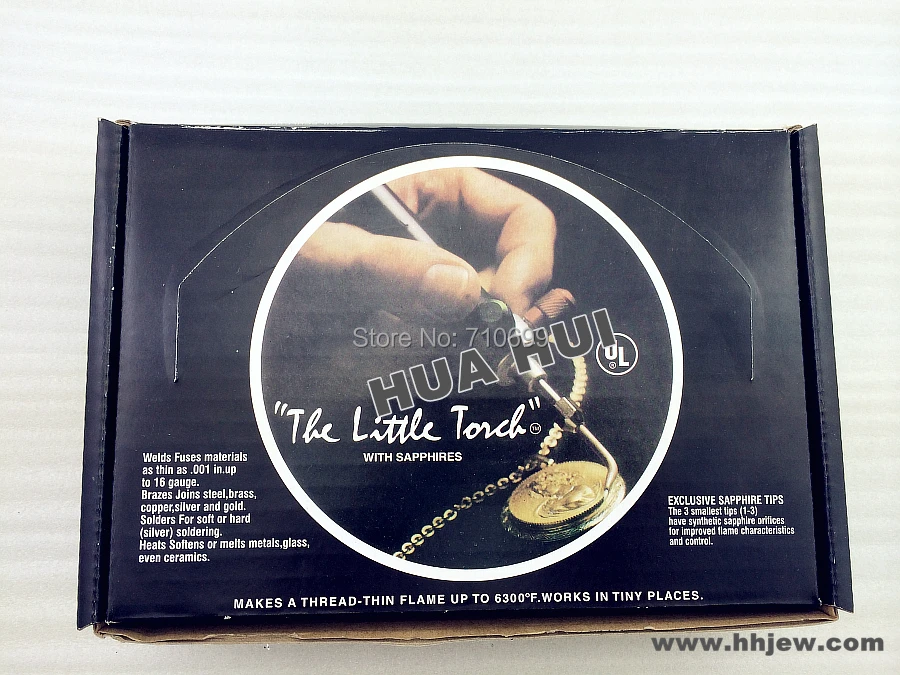 Store No: 710699
HUA HUI
UL
®
"The Little Torch" TM
WITH SAPPHIRES
Welds Fuses materials
as thin as .001 in.up
to 16 gauge.
Brazes Joins steel,brass,
copper,silver and gold.
Solders For soft or hard
(silver) soldering.
Heats Softens or melts metals,glass,
even ceramics.
EXCLUSIVE SAPPHIRE TIPS
The 3 smallest tips (1-3)
have synthetic sapphire orifices
for improved flame characteristics
and control.
MAKES A THREAD-THIN FLAME UP TO 6300°F.WORKS IN TINY PLACES.
www.hhjew.com